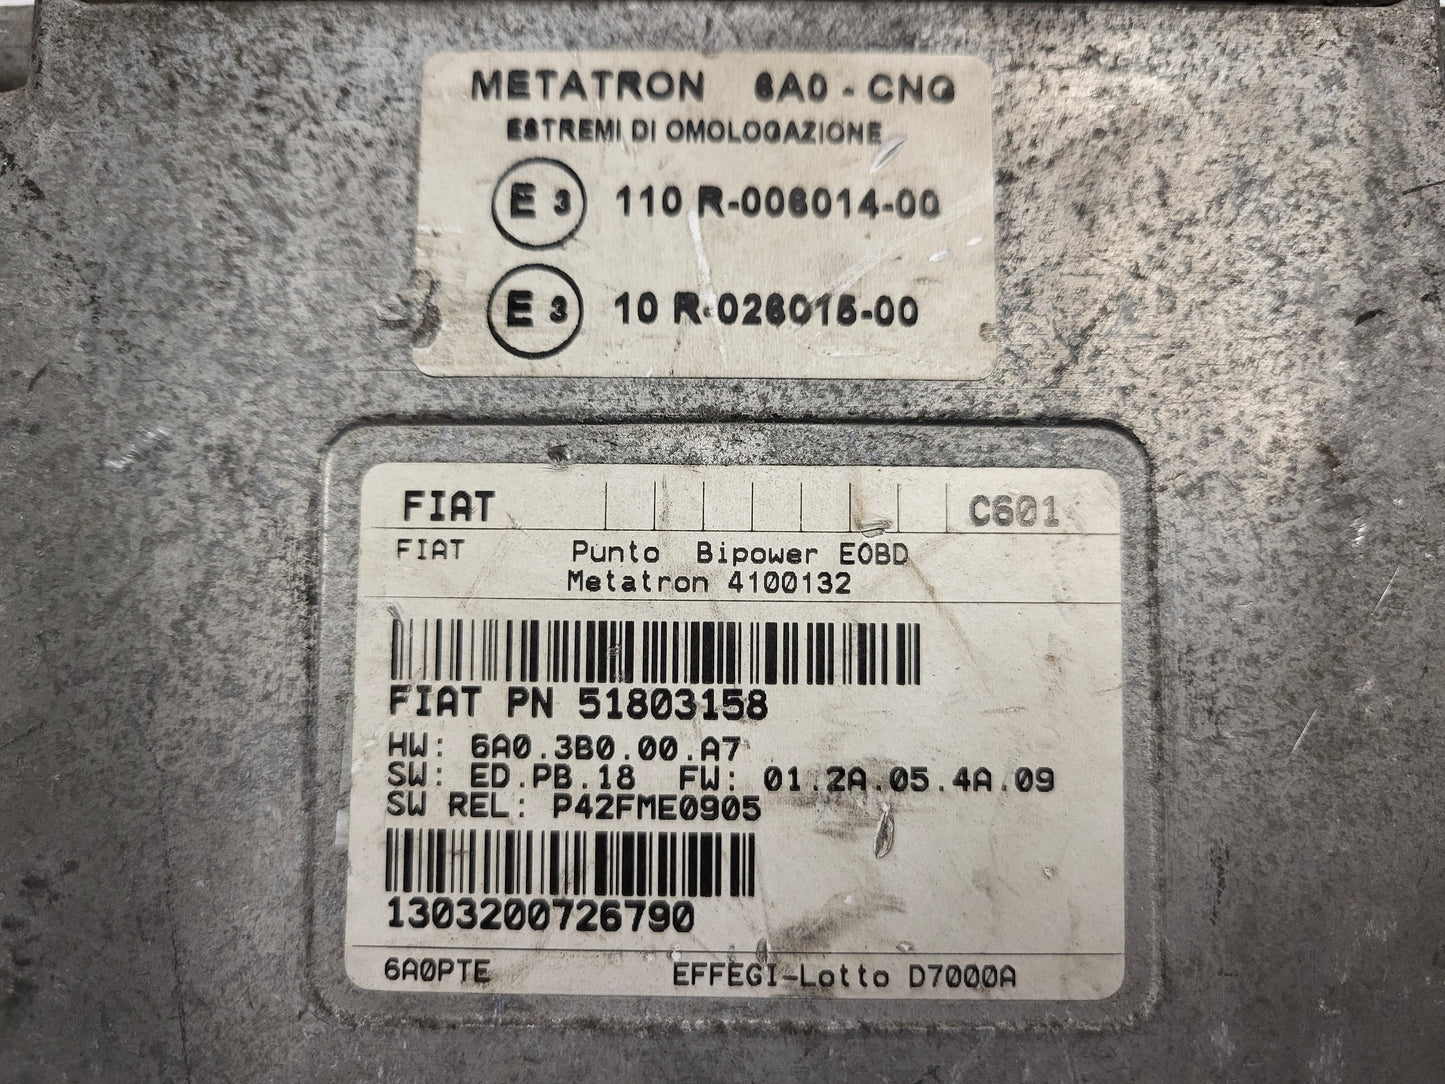 METATRON 6A0 - CNG
ESTREMI DI OMOLOGAZIONE
E 3 110 R-006014-00
E 3 10 R-026015-00
FIAT C601
FIAT Punto Bipower EOBD
Metatron 4100132
FIAT PN 51803158
HW: 6A0.3B0.00.A7
SW: ED.PB.18 FW: 01.2A.05.4A.09
SW REL: P42FME0905
1303200726790
6A0PTE EFFEGI-Lotto D7000A